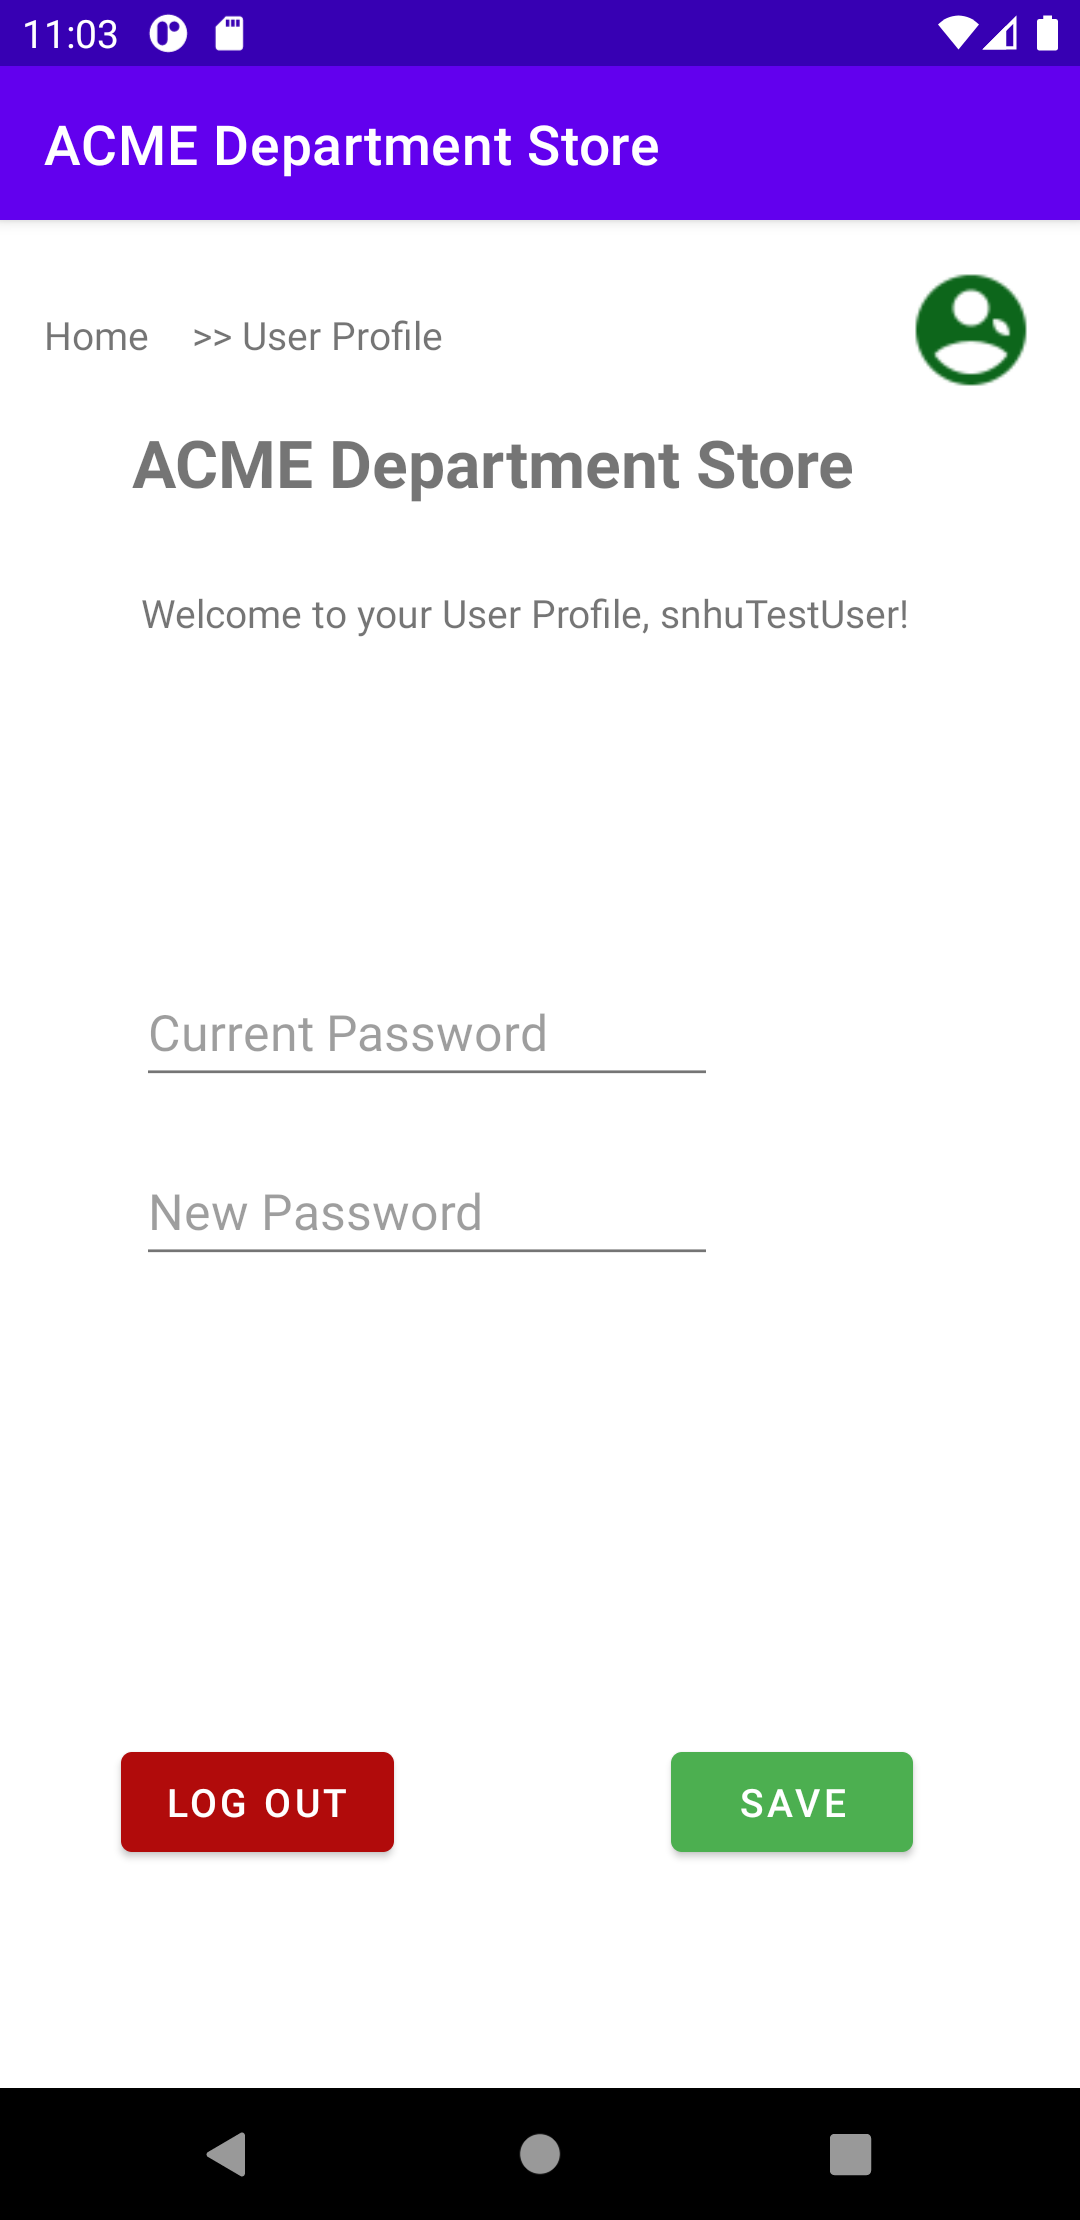 11:03
ACME Department Store
Home >> User Profile
ACME Department Store
Welcome to your User Profile, snhuTestUser!
Current Password
New Password
LOG OUT SAVE